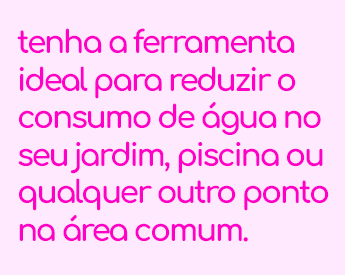 tenha a ferramenta
ideal para reduzir o
consumo de água no
seu jardim, piscina ou
qualquer outro ponto
na área comum.